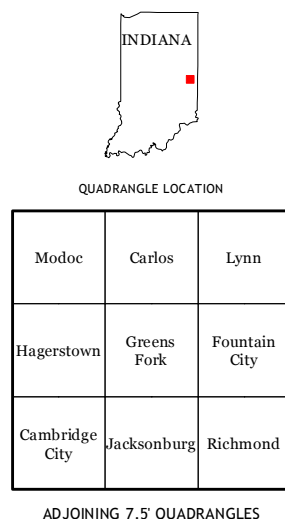 INDIANA
QUADRANGLE LOCATION
Modoc Carlos Lynn
Hagerstown Greens Fork Fountain City
Cambridge City Jacksonburg Richmond
ADJOINING 7.5' QUADRANGLES